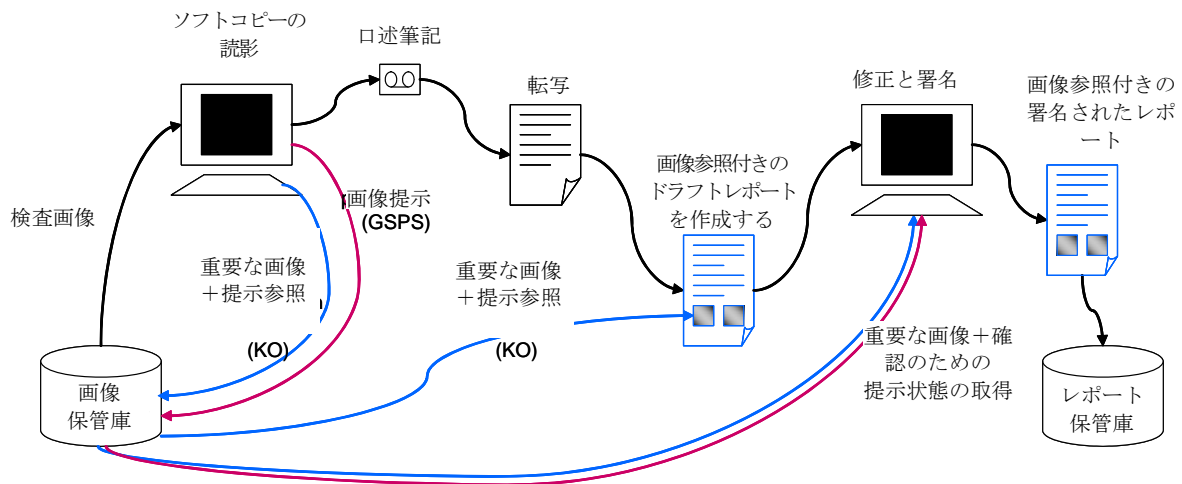 ソフトコピーの
読影
口述筆記
転写
修正と署名
画像参照付きの
署名されたレポ
ート
画像参照付きの
ドラフトレポート
を作成する
検査画像
画像提示
(GSPS)
重要な画像
＋提示参照
(KO)
重要な画像
＋提示参照
(KO)
重要な画像＋確
認のための
提示状態の取得
画像
保管庫
レポート
保管庫